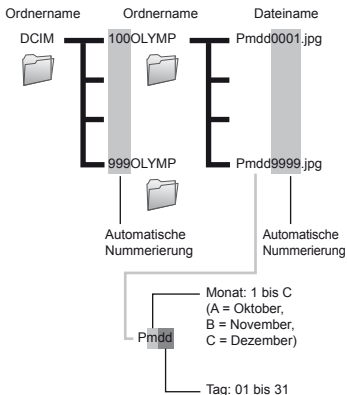 Ordnername Ordnername Dateiname
DCIM 100OLYMP Pmdd0001.jpg
999OLYMP Pmdd9999.jpg
Automatische Automatische
Nummerierung Nummerierung
Monat: 1 bis C
(A = Oktober,
B = November,
Pmdd C = Dezember)
Tag: 01 bis 31